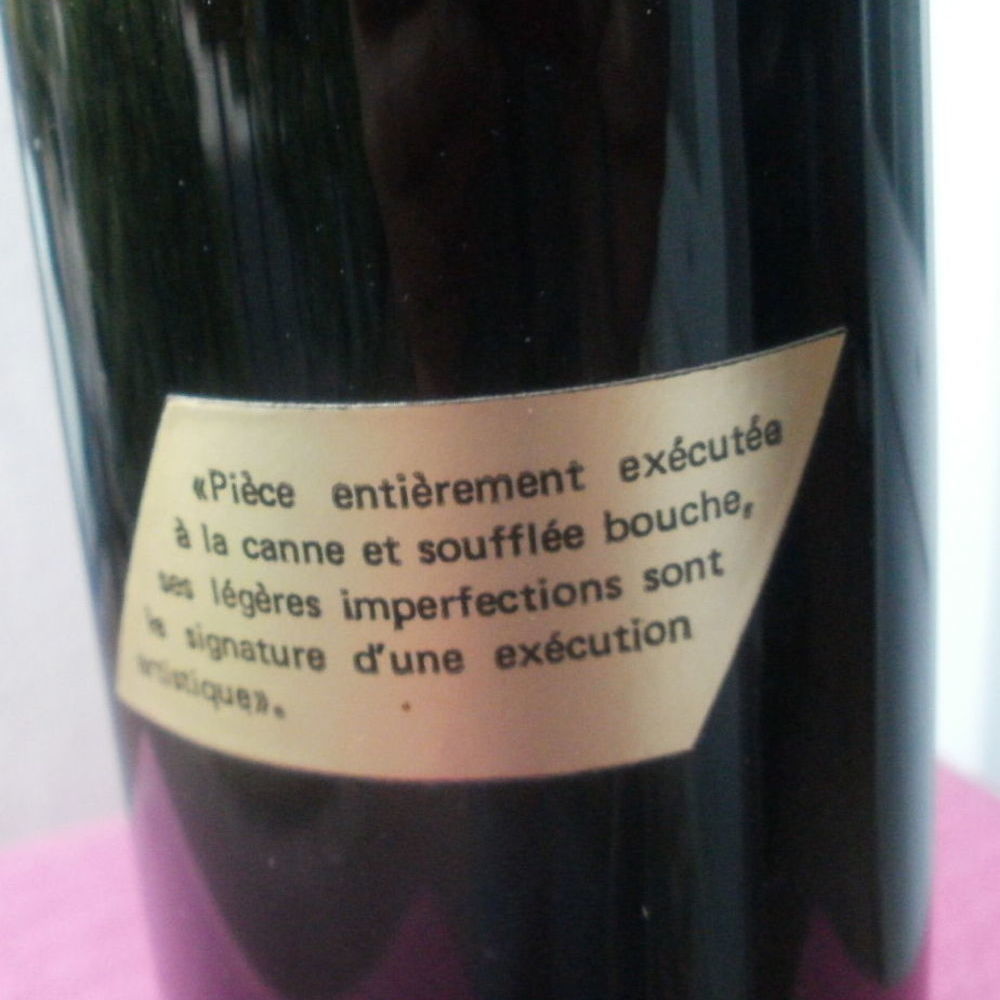 «Pièce entièrement exécutée
à la canne et soufflée bouche,
ses légères imperfections sont
la signature d'une exécution
artistique».